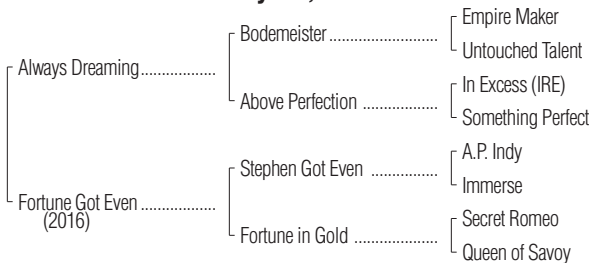 Empire Maker
Bodemeister
Untouched Talent
Always Dreaming
In Excess (IRE)
Above Perfection
Something Perfect
A.P. Indy
Stephen Got Even
Immerse
Fortune Got Even
(2016)
Secret Romeo
Fortune in Gold
Queen of Savoy